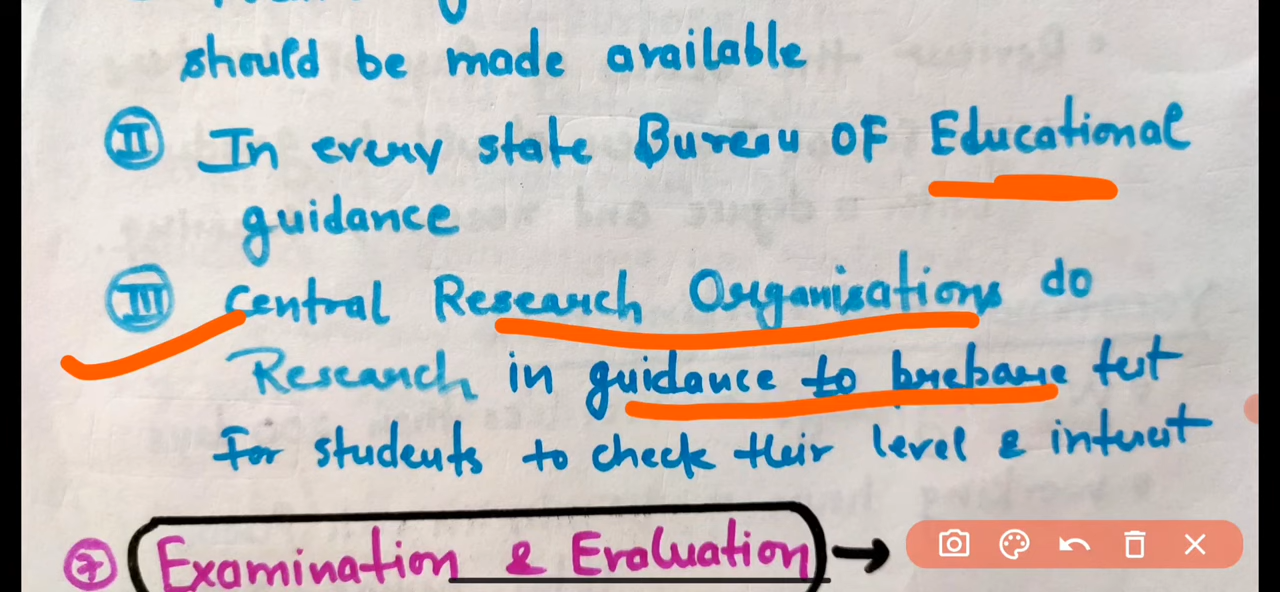 should be made available
II In every state Bureau OF Educational
guidance
III Central Research Organisations do
Research in guidance to prepare test
For students to check their level & interest
7 Examination & Evaluation →